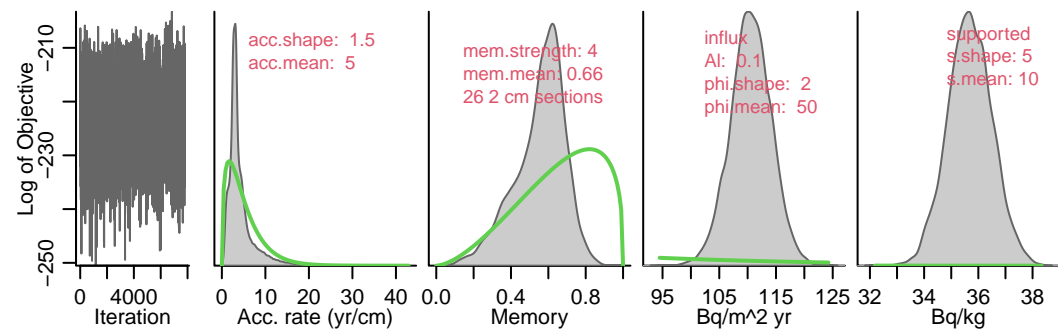 Log of Objective
−210
−230
−250
0 4000
Iteration
acc.shape: 1.5
acc.mean: 5
0 10 20 30 40
Acc. rate (yr/cm)
mem.strength: 4
mem.mean: 0.66
26 2 cm sections
0.0 0.4 0.8
Memory
influx
Al: 0.1
phi.shape: 2
phi.mean: 50
95 105 115 125
Bq/m^2 yr
supported
s.shape: 5
s.mean: 10
32 34 36 38
Bq/kg